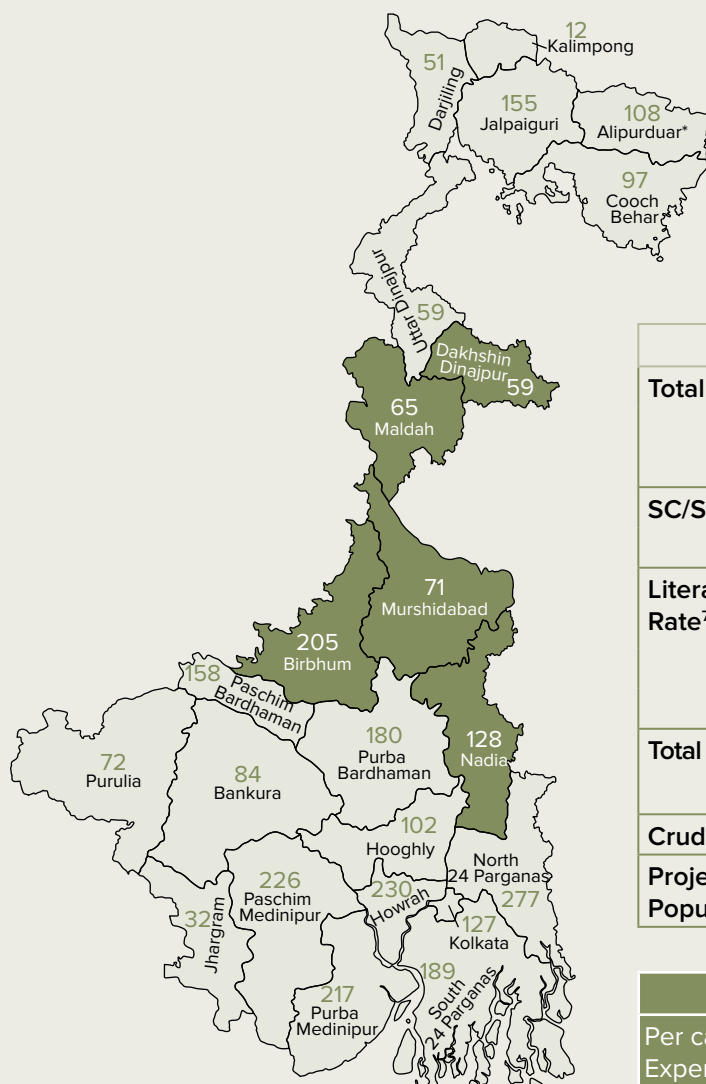 12
Kalimpong
51
Darjiling
155
Jalpaiguri
108
Alipurduar*
97
Cooch
Behar
Uttar Dinajpur
59
Dakhshin
Dinajpur 59
65
Maldah
71
Murshidabad
205
Birbhum
158
Paschim
Bardhaman
180
Purba
Bardhaman
128
Nadia
72
Purulia
84
Bankura
102
Hooghly
North
24 Parganas
277
226
Paschim
Medinipur
230
Howrah
127
Kolkata
32
Jhargram
189
South
24 Parganas
217
Purba
Medinipur
Total
SC/S
Litera
Rate7
Total
Crud
Proje
Popu
Per ca
Exper